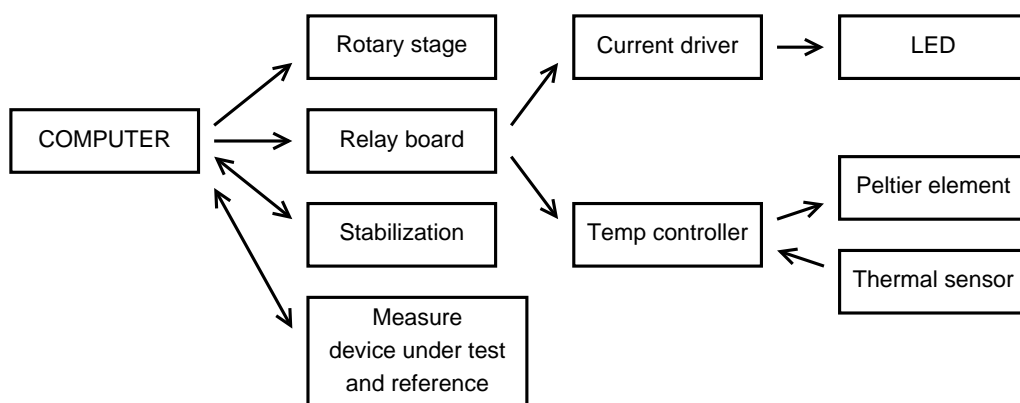 Rotary stage
Current driver
LED
COMPUTER
Relay board
Peltier element
Stabilization
Temp controller
Thermal sensor
Measure
device under test
and reference